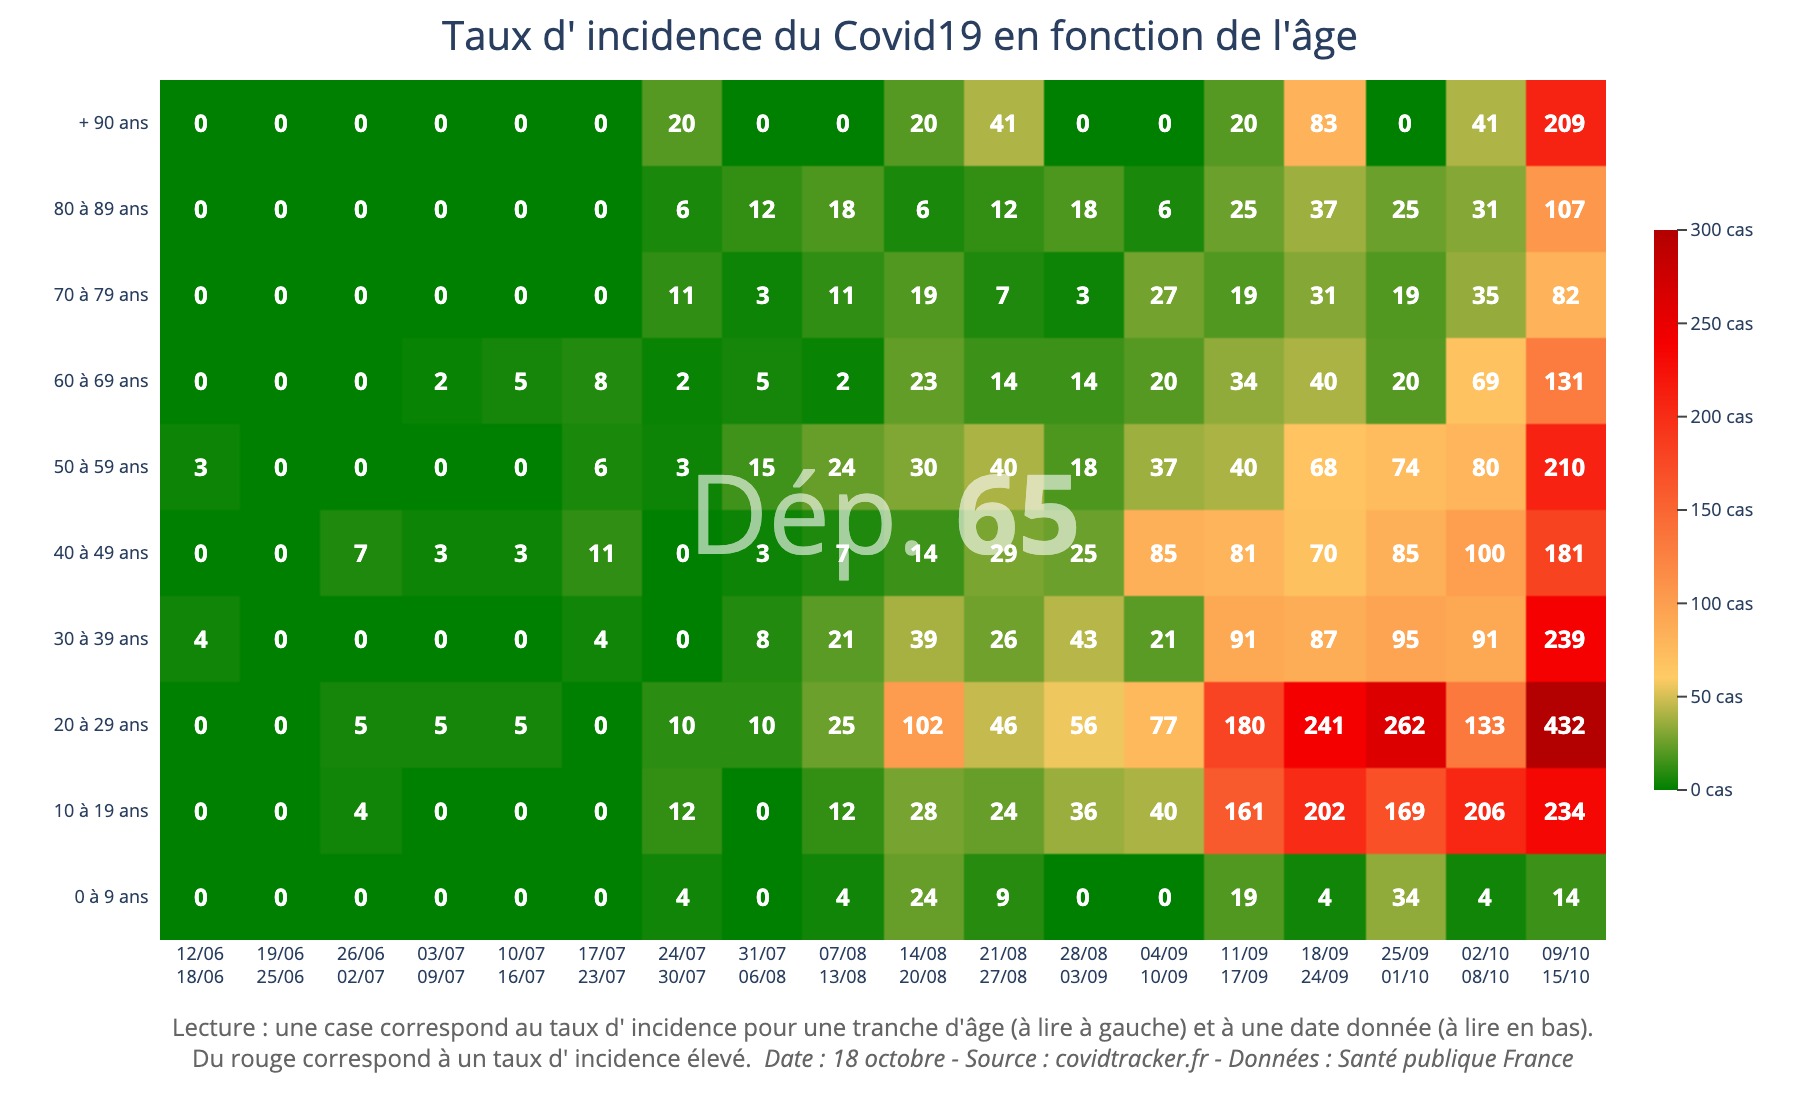 Taux d' incidence du Covid19 en fonction de l'âge
+ 90 ans 0 0 0 0 0 0 20 0 0 20 41 0 0 20 83 0 41 209
80 à 89 ans 0 0 0 0 0 0 6 12 18 6 12 18 6 25 37 25 31 107
300 cas
70 à 79 ans 0 0 0 0 0 0 11 3 11 19 7 3 27 19 31 19 35 82
250 cas
60 à 69 ans 0 0 0 2 5 8 2 5 2 23 14 14 20 34 40 20 69 131
200 cas
50 à 59 ans 3 0 0 0 0 6 3 15 24 30 40 18 37 40 68 74 80 210
Dép. 65
150 cas
40 à 49 ans 0 0 7 3 3 11 0 3 7 14 29 25 85 81 70 85 100 181
100 cas
30 à 39 ans 4 0 0 0 0 4 0 8 21 39 26 43 21 91 87 95 91 239
50 cas
20 à 29 ans 0 0 5 5 5 0 10 10 25 102 46 56 77 180 241 262 133 432
0 cas
10 à 19 ans 0 0 4 0 0 0 12 0 12 28 24 36 40 161 202 169 206 234
0 à 9 ans 0 0 0 0 0 0 4 0 4 24 9 0 0 19 4 34 4 14
12/06 19/06 26/06 03/07 10/07 17/07 24/07 31/07 07/08 14/08 21/08 28/08 04/09 11/09 18/09 25/09 02/10 09/10
18/06 25/06 02/07 09/07 16/07 23/07 30/07 06/08 13/08 20/08 27/08 03/09 10/09 17/09 24/09 01/10 08/10 15/10
Lecture : une case correspond au taux d' incidence pour une tranche d'âge (à lire à gauche) et à une date donnée (à lire en bas).
Du rouge correspond à un taux d' incidence élevé. Date : 18 octobre - Source : covidtracker.fr - Données : Santé publique France